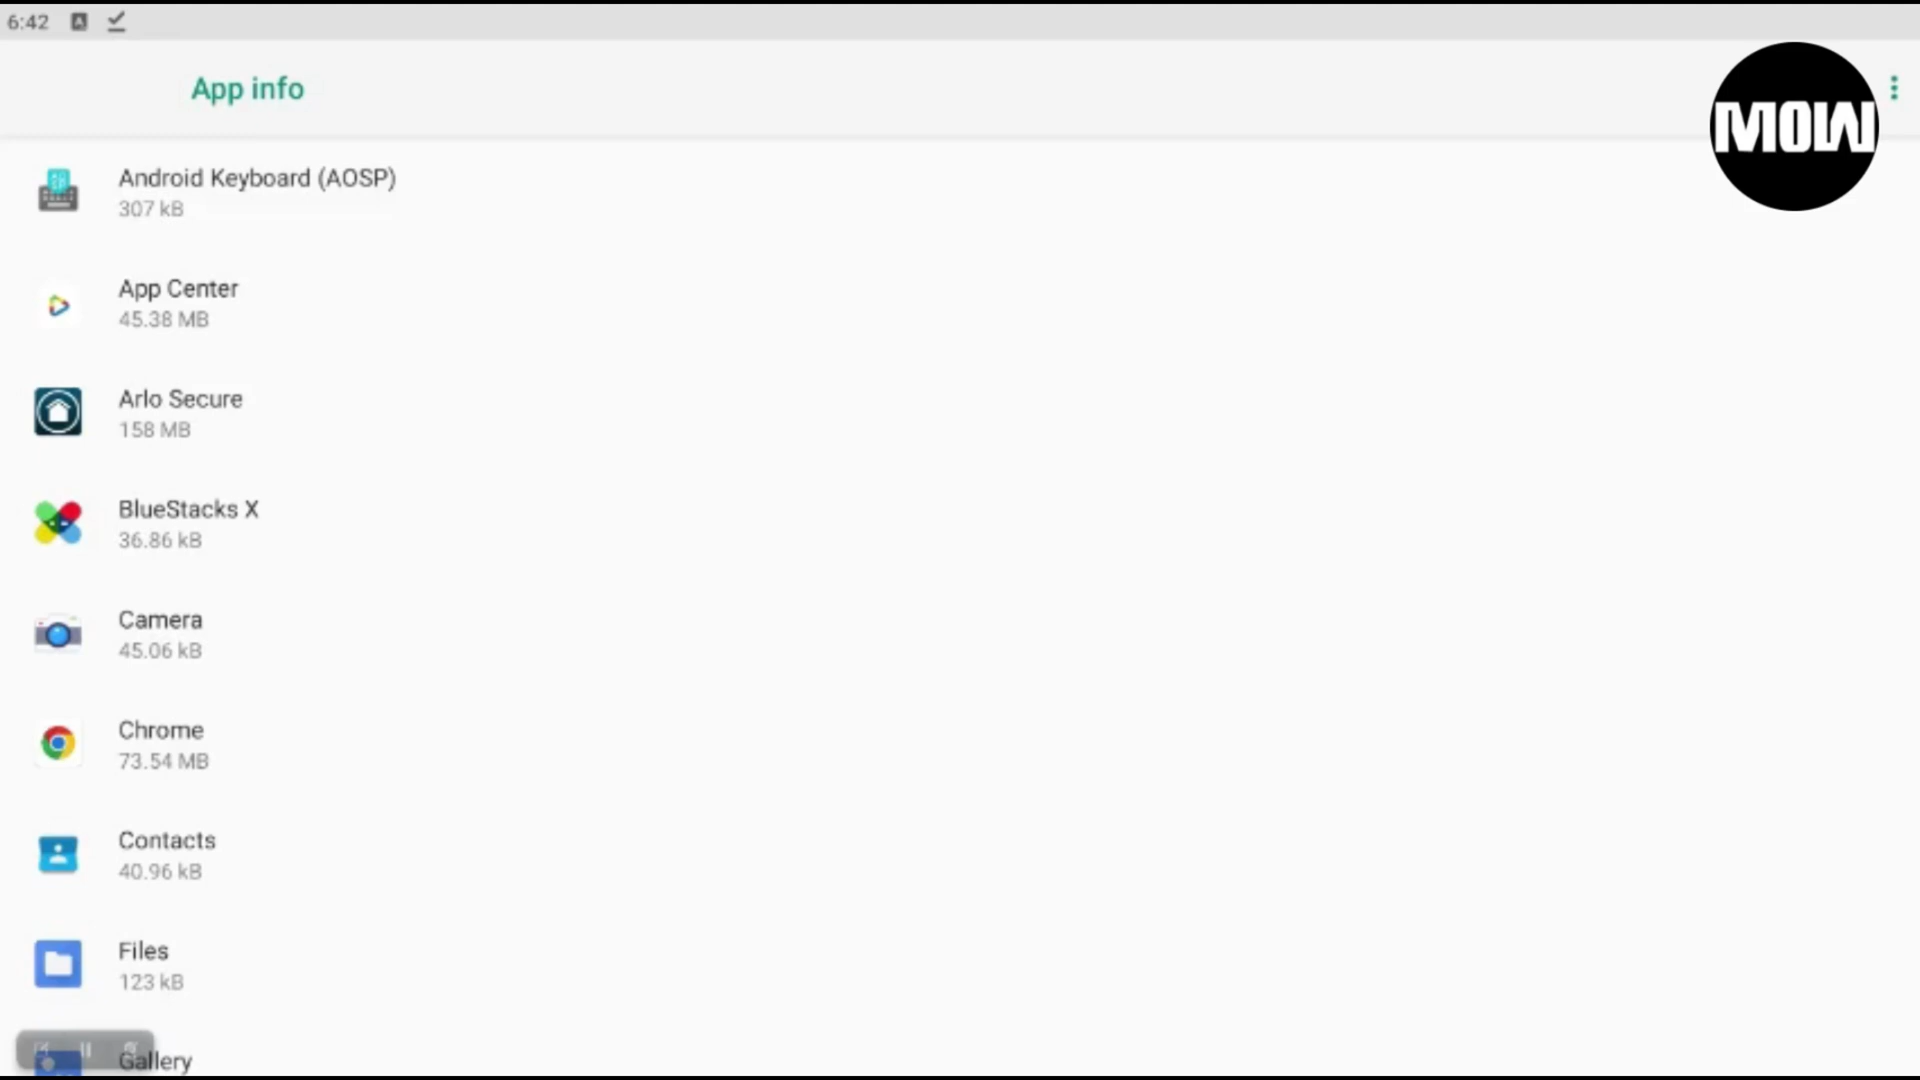 6:42
App info
MOW
Android Keyboard (AOSP)
307 kB
App Center
45.38 MB
Arlo Secure
158 MB
BlueStacks X
36.86 kB
Camera
45.06 kB
Chrome
73.54 MB
Contacts
40.96 kB
Files
123 kB
Gallery